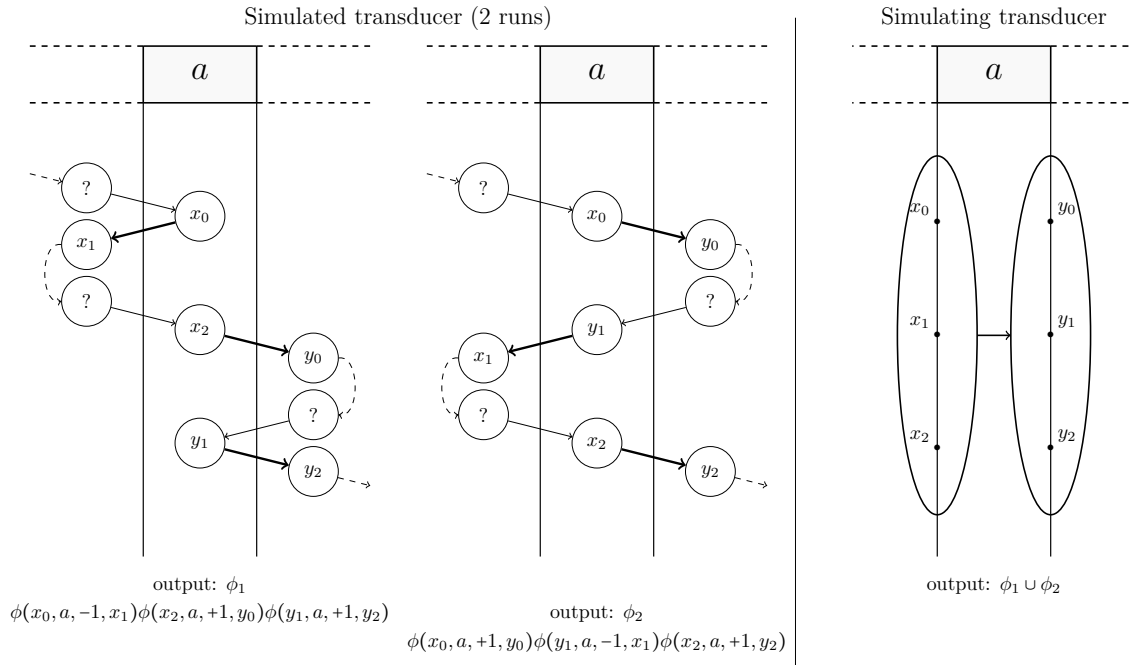 Simulated transducer (2 runs)
Simulating transducer
a
a
a
?
x₀
x₁
?
x₂
y₀
?
y₁
y₂
?
x₀
y₀
?
y₁
x₁
?
x₂
y₂
x₀
y₀
x₁
y₁
x₂
y₂
output: ϕ₁
ϕ(x₀, a, −1, x₁)ϕ(x₂, a, +1, y₀)ϕ(y₁, a, +1, y₂)
output: ϕ₂
ϕ(x₀, a, +1, y₀)ϕ(y₁, a, −1, x₁)ϕ(x₂, a, +1, y₂)
output: ϕ₁ ∪ ϕ₂